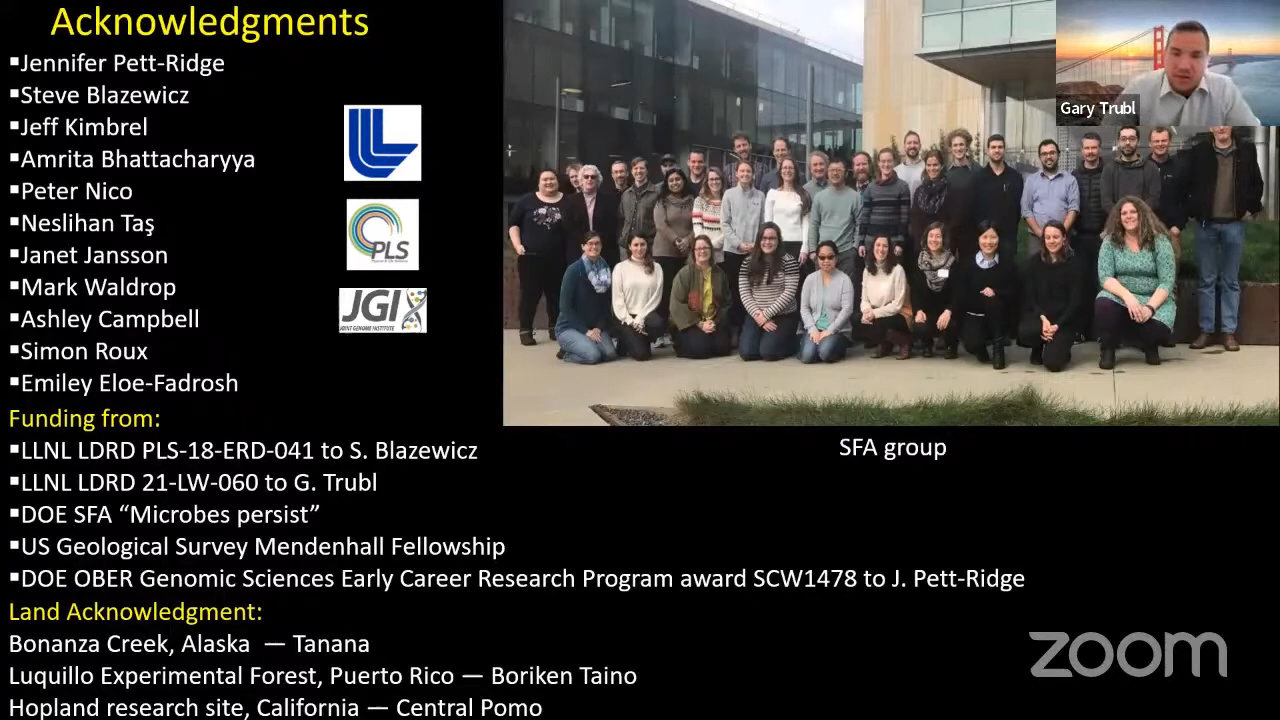 Acknowledgments
▪Jennifer Pett-Ridge
▪Steve Blazewicz
▪Jeff Kimbrel
▪Amrita Bhattacharyya
▪Peter Nico
▪Neslihan Taş
▪Janet Jansson
▪Mark Waldrop
▪Ashley Campbell
▪Simon Roux
▪Emiley Eloe-Fadrosh
PLS
JGI
JOINT GENOME INSTITUTE
Gary Trubl
SFA group
Funding from:
▪LLNL LDRD PLS-18-ERD-041 to S. Blazewicz
▪LLNL LDRD 21-LW-060 to G. Trubl
▪DOE SFA “Microbes persist”
▪US Geological Survey Mendenhall Fellowship
▪DOE OBER Genomic Sciences Early Career Research Program award SCW1478 to J. Pett-Ridge
Land Acknowledgment:
Bonanza Creek, Alaska — Tanana
Luquillo Experimental Forest, Puerto Rico — Boriken Taino
Hopland research site, California — Central Pomo
zoom